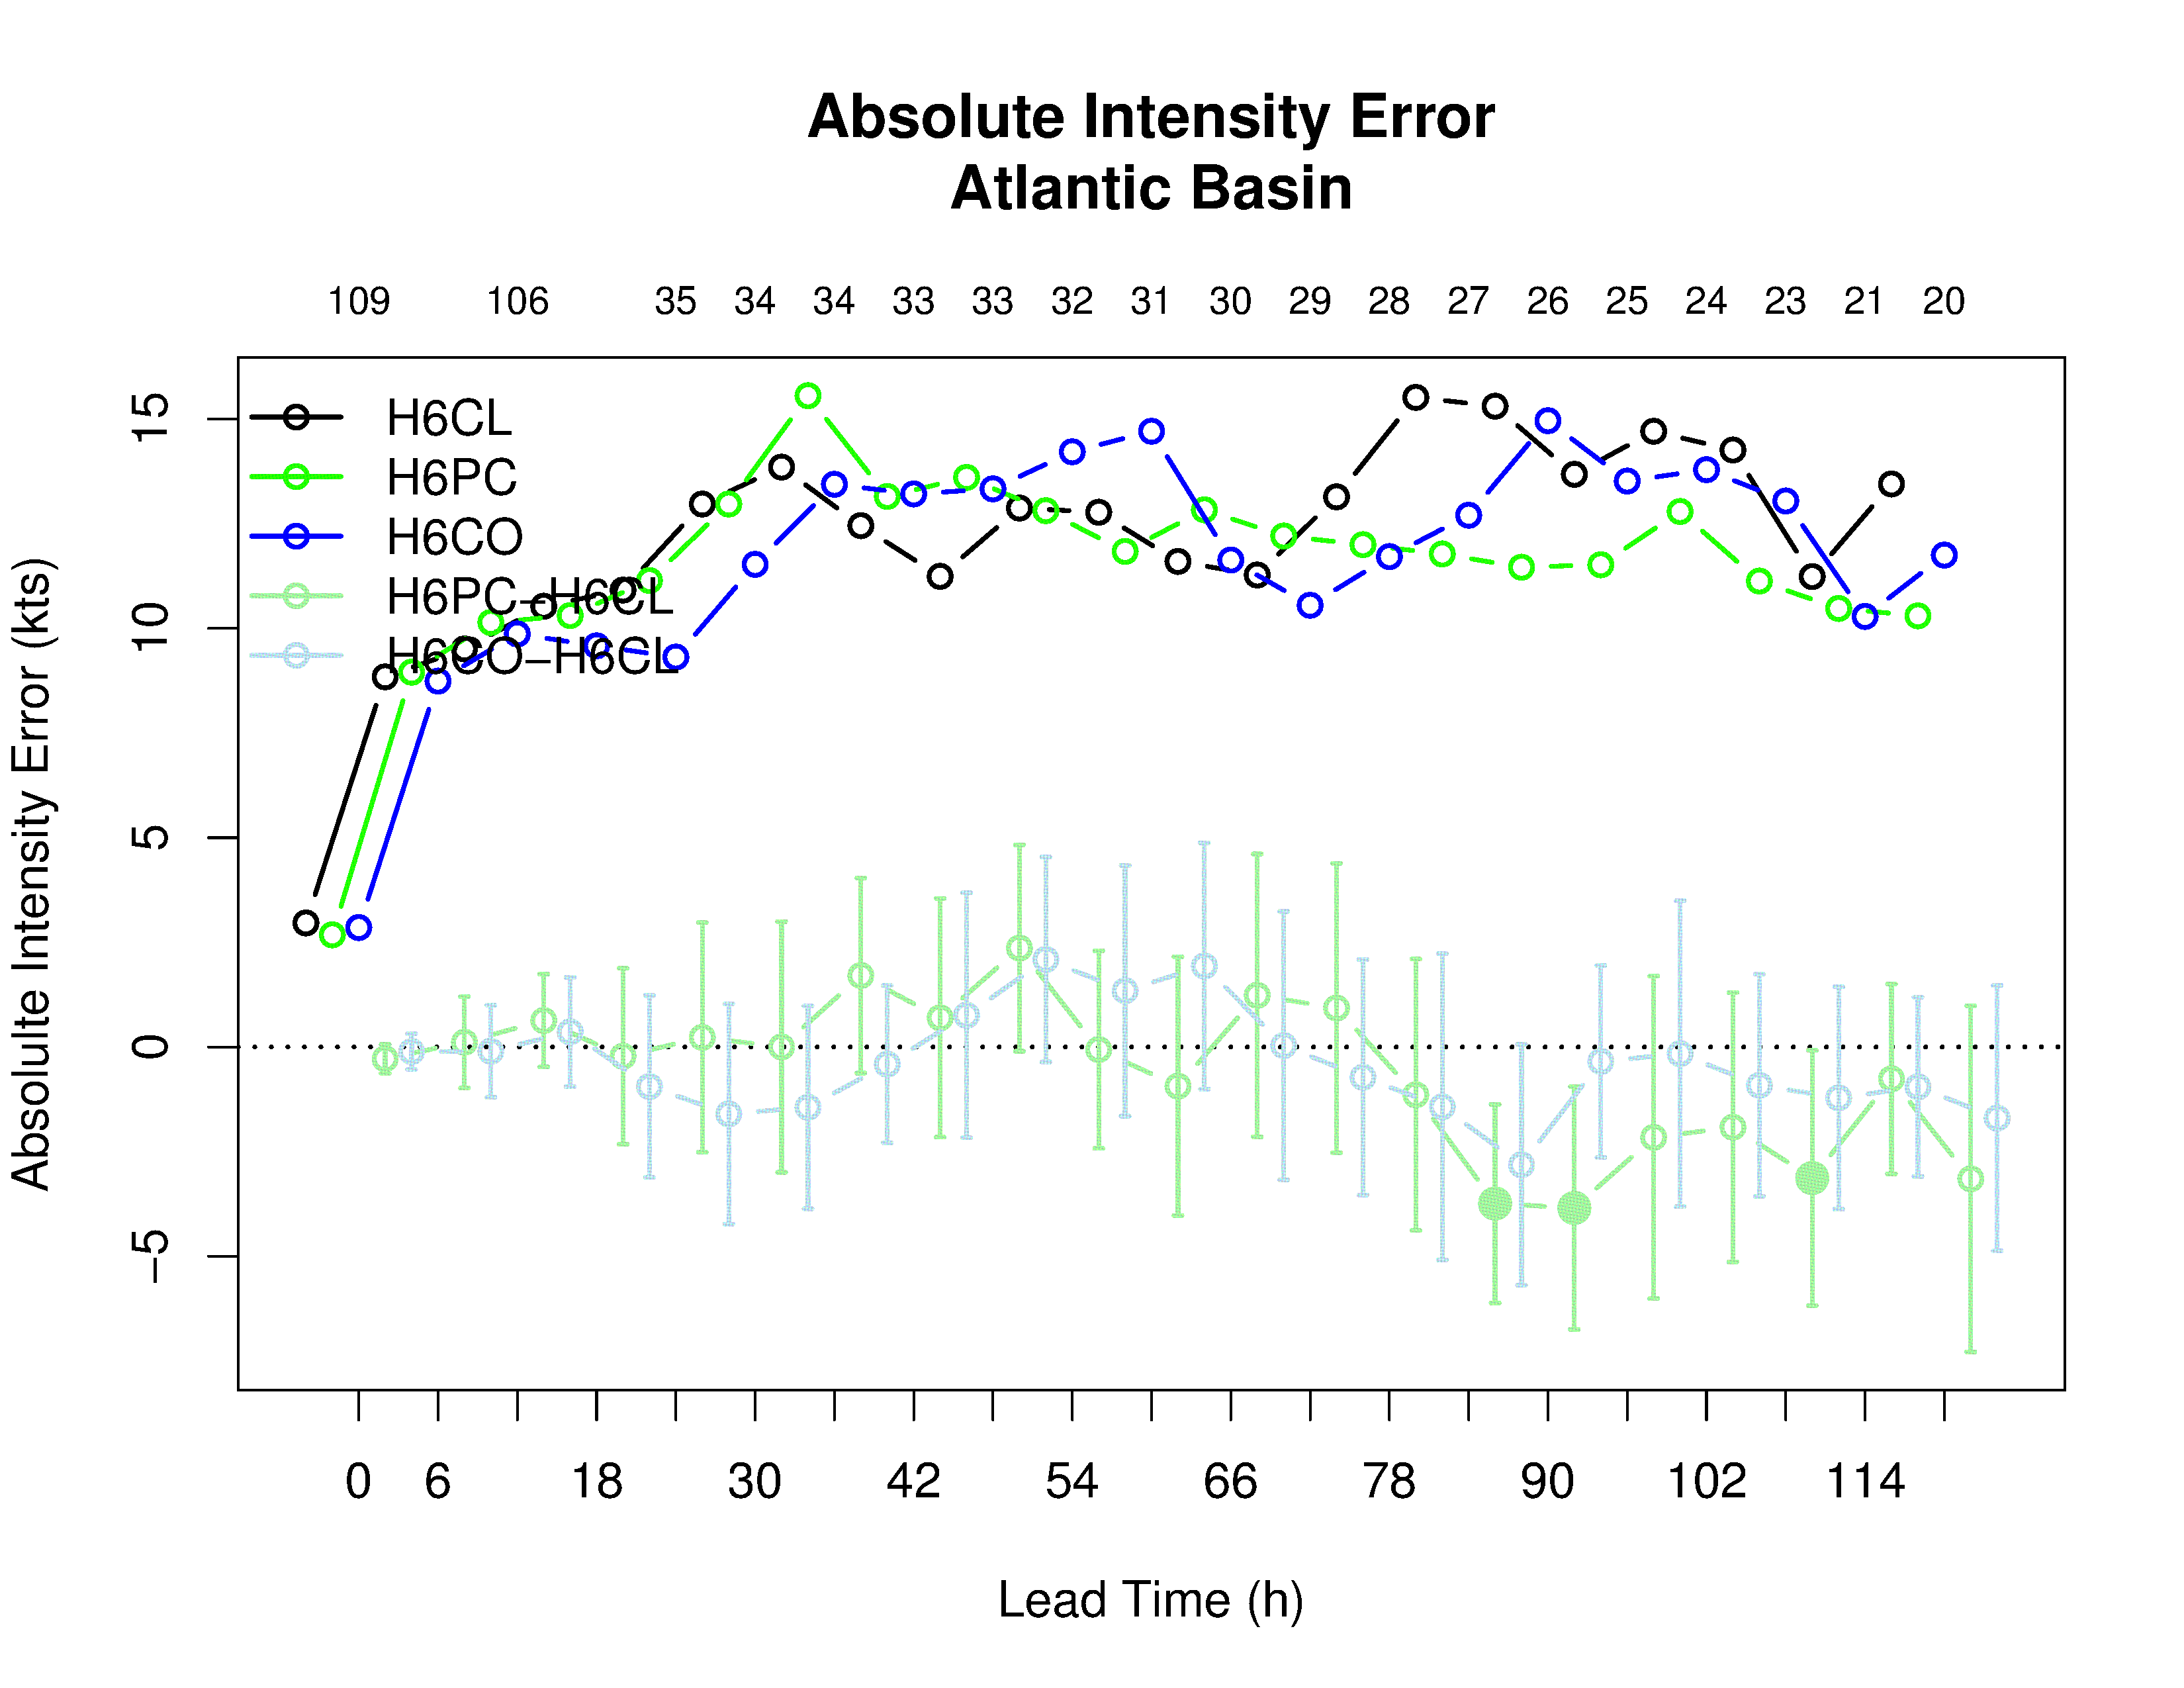 Absolute Intensity Error
Atlantic Basin
109 106 35 34 34 33 33 32 31 30 29 28 27 26 25 24 23 21 20
H6CL
H6PC
H6CO
H6PC–H6CL
H6CO–H6CL
15
10
5
0
−5
Absolute Intensity Error (kts)
0 6 18 30 42 54 66 78 90 102 114
Lead Time (h)